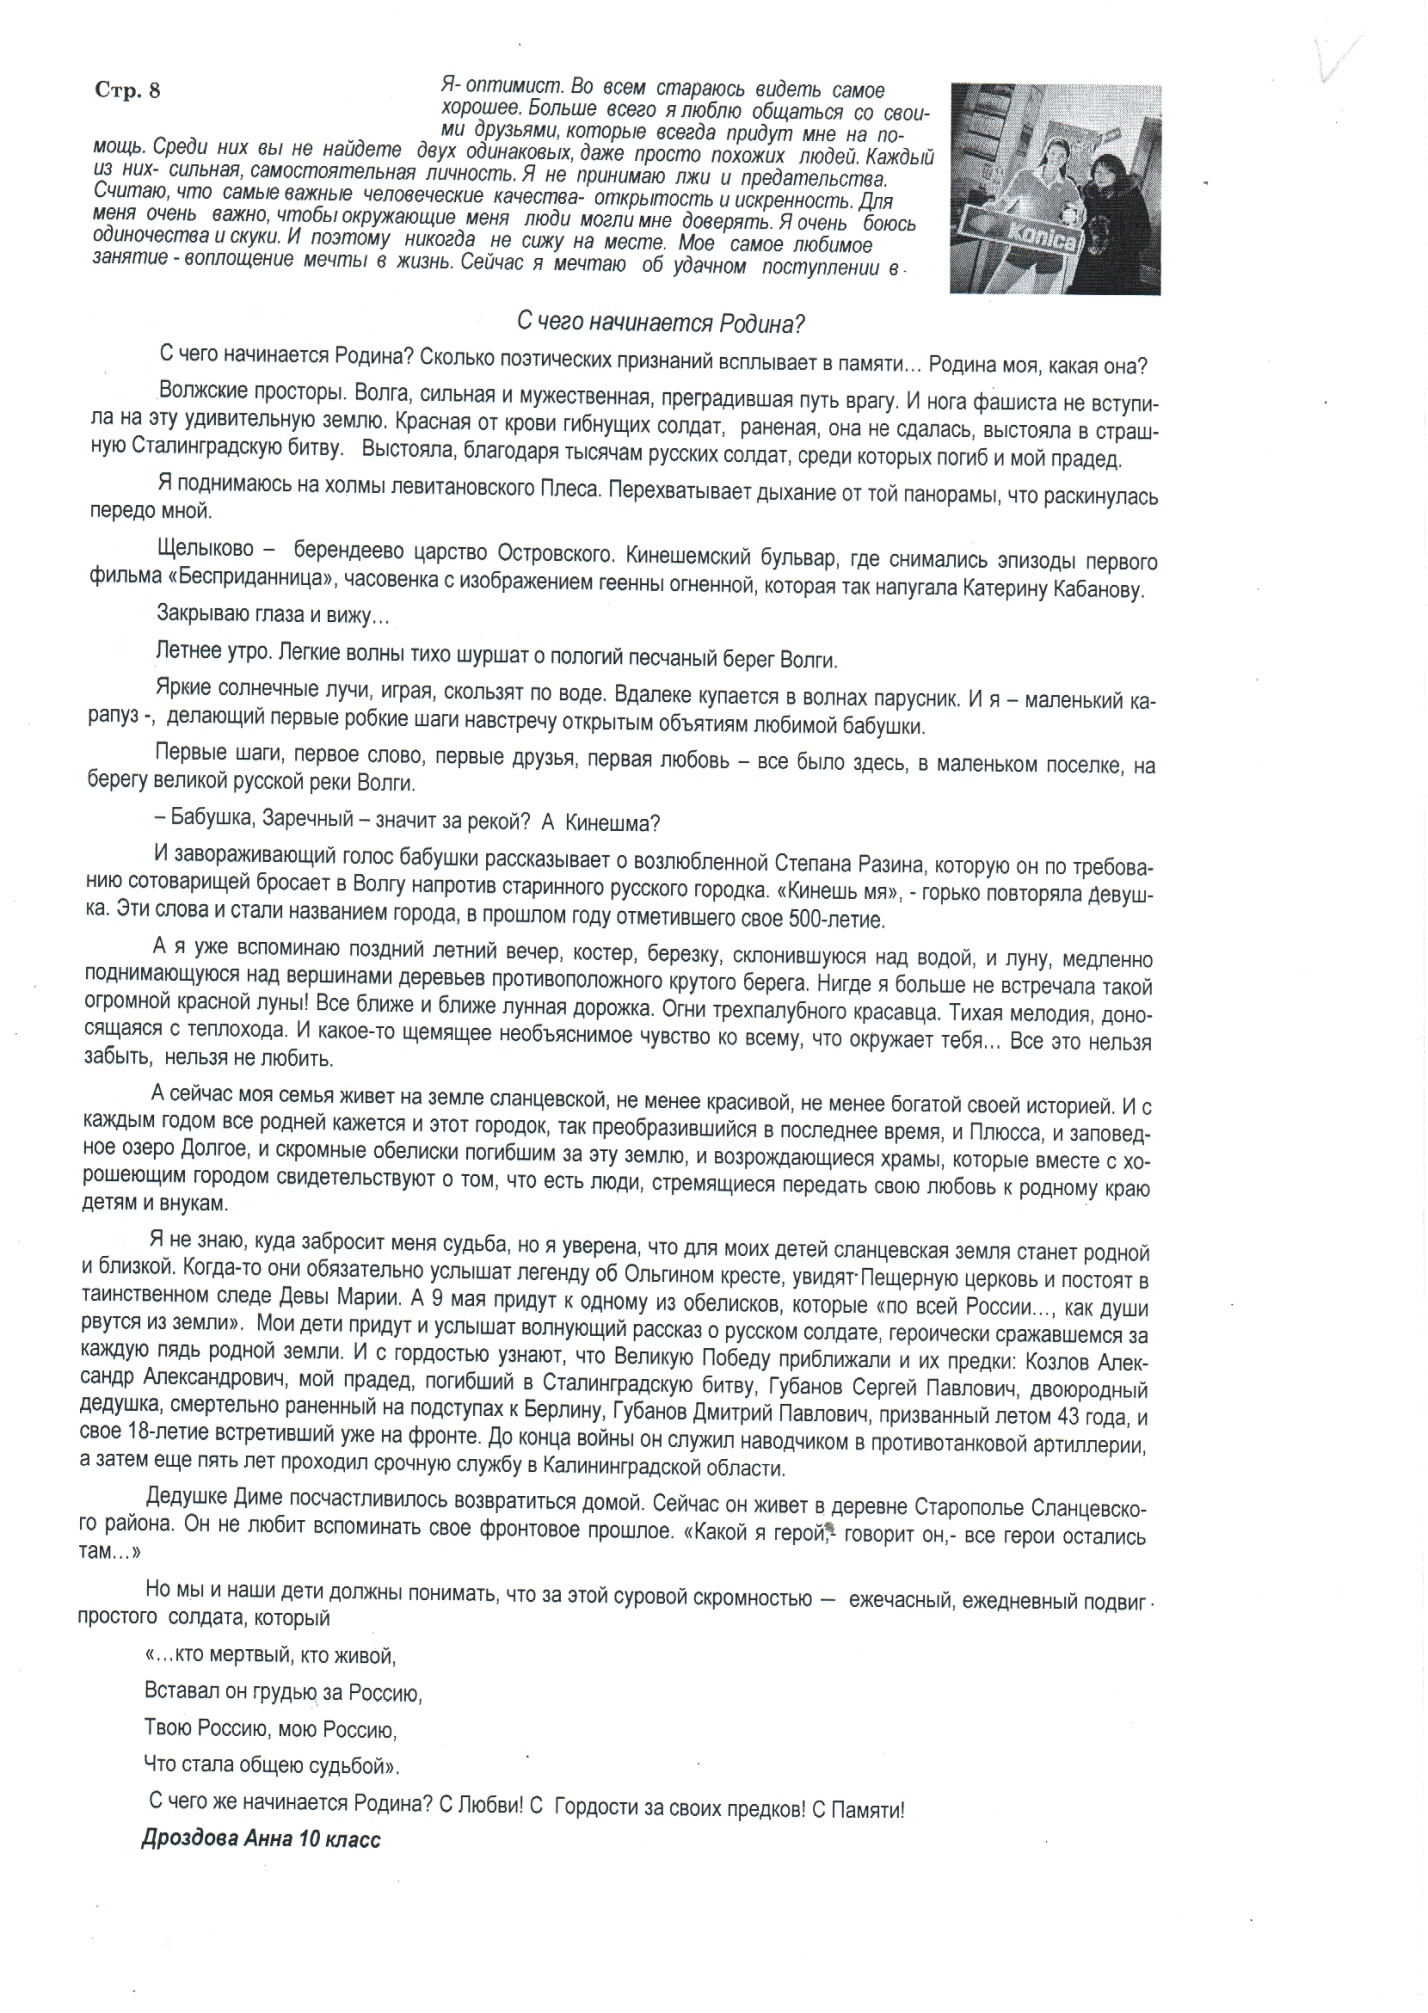 Стр. 8
Я- оптимист. Во всем стараюсь видеть самое
хорошее. Больше всего я люблю общаться со свои-
ми друзьями, которые всегда придут мне на по-
мощь. Среди них вы не найдете двух одинаковых, даже просто похожих людей. Каждый
из них- сильная, самостоятельная личность. Я не принимаю лжи и предательства.
Считаю, что самые важные человеческие качества- открытость и искренность. Для
меня очень важно, чтобы окружающие меня люди могли мне доверять. Я очень боюсь
одиночества и скуки. И поэтому никогда не сижу на месте. Мое самое любимое
занятие - воплощение мечты в жизнь. Сейчас я мечтаю об удачном поступлении в
Konica
С чего начинается Родина?
С чего начинается Родина? Сколько поэтических признаний всплывает в памяти... Родина моя, какая она?
Волжские просторы. Волга, сильная и мужественная, преградившая путь врагу. И нога фашиста не вступи-
ла на эту удивительную землю. Красная от крови гибнущих солдат, раненая, она не сдалась, выстояла в страш-
ную Сталинградскую битву. Выстояла, благодаря тысячам русских солдат, среди которых погиб и мой прадед.
Я поднимаюсь на холмы левитановского Плеса. Перехватывает дыхание от той панорамы, что раскинулась
передо мной.
Щелыково – берендеево царство Островского. Кинешемский бульвар, где снимались эпизоды первого
фильма «Бесприданница», часовенка с изображением геенны огненной, которая так напугала Катерину Кабанову.
Закрываю глаза и вижу...
Летнее утро. Легкие волны тихо шуршат о пологий песчаный берег Волги.
Яркие солнечные лучи, играя, скользят по воде. Вдалеке купается в волнах парусник. И я – маленький ка-
рапуз -, делающий первые робкие шаги навстречу открытым объятиям любимой бабушки.
Первые шаги, первое слово, первые друзья, первая любовь – все было здесь, в маленьком поселке, на
берегу великой русской реки Волги.
– Бабушка, Заречный – значит за рекой? А Кинешма?
И завораживающий голос бабушки рассказывает о возлюбленной Степана Разина, которую он по требова-
нию сотоварищей бросает в Волгу напротив старинного русского городка. «Кинешь мя», - горько повторяла девуш-
ка. Эти слова и стали названием города, в прошлом году отметившего свое 500-летие.
А я уже вспоминаю поздний летний вечер, костер, березку, склонившуюся над водой, и луну, медленно
поднимающуюся над вершинами деревьев противоположного крутого берега. Нигде я больше не встречала такой
огромной красной луны! Все ближе и ближе лунная дорожка. Огни трехпалубного красавца. Тихая мелодия, доно-
сящаяся с теплохода. И какое-то щемящее необъяснимое чувство ко всему, что окружает тебя... Все это нельзя
забыть, нельзя не любить.
А сейчас моя семья живет на земле сланцевской, не менее красивой, не менее богатой своей историей. И с
каждым годом все родней кажется и этот городок, так преобразившийся в последнее время, и Плюсса, и заповед-
ное озеро Долгое, и скромные обелиски погибшим за эту землю, и возрождающиеся храмы, которые вместе с хо-
рошеющим городом свидетельствуют о том, что есть люди, стремящиеся передать свою любовь к родному краю
детям и внукам.
Я не знаю, куда забросит меня судьба, но я уверена, что для моих детей сланцевская земля станет родной
и близкой. Когда-то они обязательно услышат легенду об Ольгином кресте, увидят Пещерную церковь и постоят в
таинственном следе Девы Марии. А 9 мая придут к одному из обелисков, которые «по всей России..., как души
рвутся из земли». Мои дети придут и услышат волнующий рассказ о русском солдате, героически сражавшемся за
каждую пядь родной земли. И с гордостью узнают, что Великую Победу приближали и их предки: Козлов Алек-
сандр Александрович, мой прадед, погибший в Сталинградскую битву, Губанов Сергей Павлович, двоюродный
дедушка, смертельно раненный на подступах к Берлину, Губанов Дмитрий Павлович, призванный летом 43 года, и
свое 18-летие встретивший уже на фронте. До конца войны он служил наводчиком в противотанковой артиллерии,
а затем еще пять лет проходил срочную службу в Калининградской области.
Дедушке Диме посчастливилось возвратиться домой. Сейчас он живет в деревне Старополье Сланцевско-
го района. Он не любит вспоминать свое фронтовое прошлое. «Какой я герой,- говорит он,- все герои остались
там...»
Но мы и наши дети должны понимать, что за этой суровой скромностью — ежечасный, ежедневный подвиг
простого солдата, который
«...кто мертвый, кто живой,
Вставал он грудью за Россию,
Твою Россию, мою Россию,
Что стала общею судьбой».
С чего же начинается Родина? С Любви! С Гордости за своих предков! С Памяти!
Дроздова Анна 10 класс